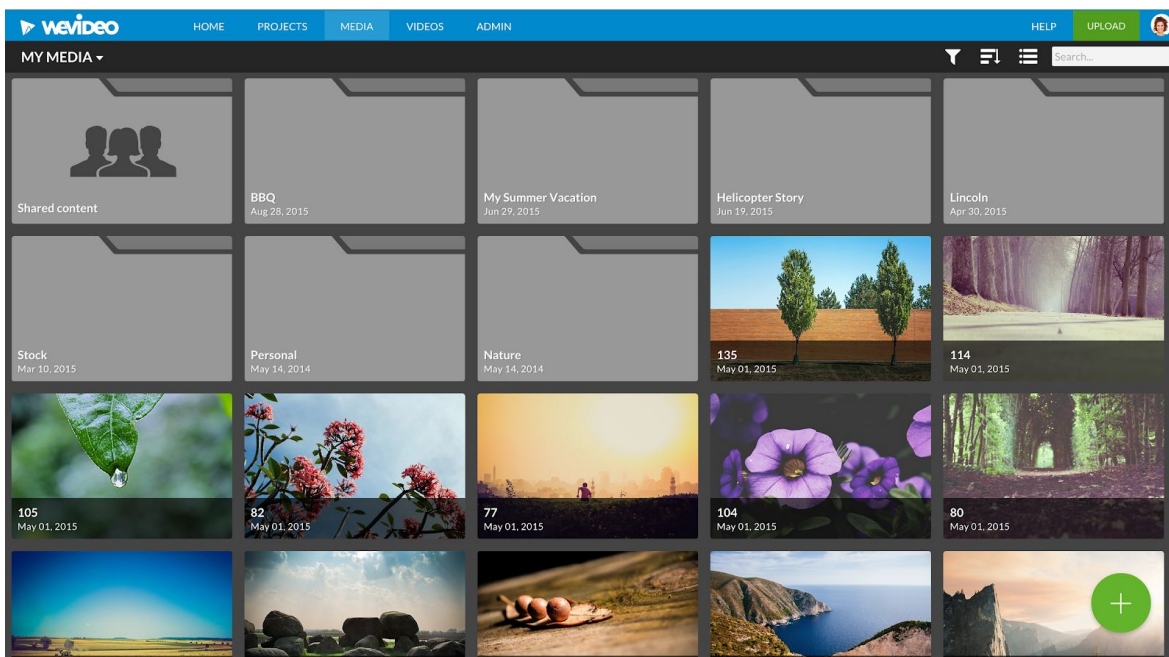 WeVideo
HOME PROJECTS MEDIA VIDEOS ADMIN HELP UPLOAD
MY MEDIA
Search...
Shared content
BBQ
Aug 28, 2015
My Summer Vacation
Jun 29, 2015
Helicopter Story
Jun 19, 2015
Lincoln
Apr 30, 2015
Stock
Mar 10, 2015
Personal
May 14, 2014
Nature
May 14, 2014
135
May 01, 2015
114
May 01, 2015
105
May 01, 2015
82
May 01, 2015
77
May 01, 2015
104
May 01, 2015
80
May 01, 2015